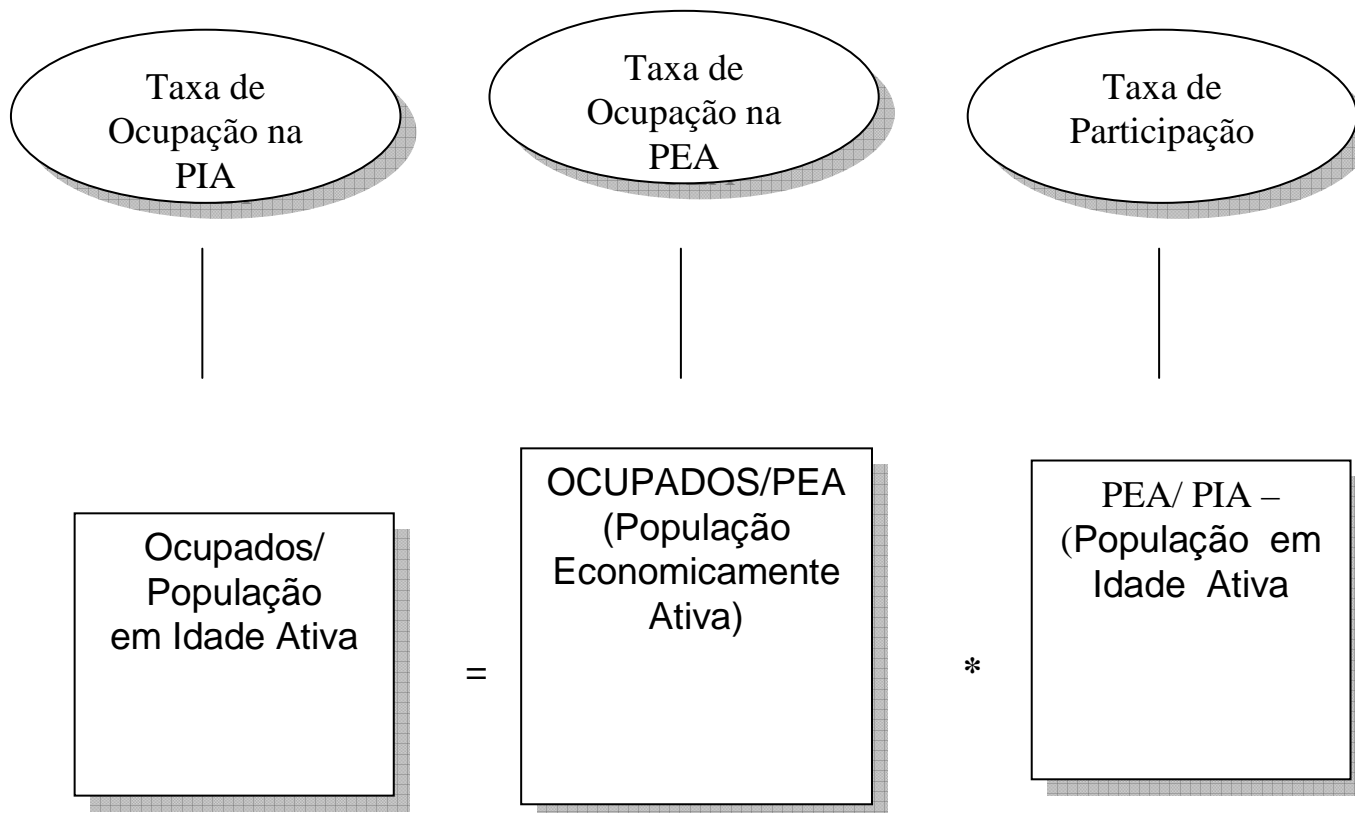 Taxa de
Ocupação na
PIA
Taxa de
Ocupação na
PEA
Taxa de
Participação
Ocupados/
População
em Idade Ativa
=
OCUPADOS/PEA
(População
Economicamente
Ativa)
*
PEA/ PIA –
(População em
Idade Ativa